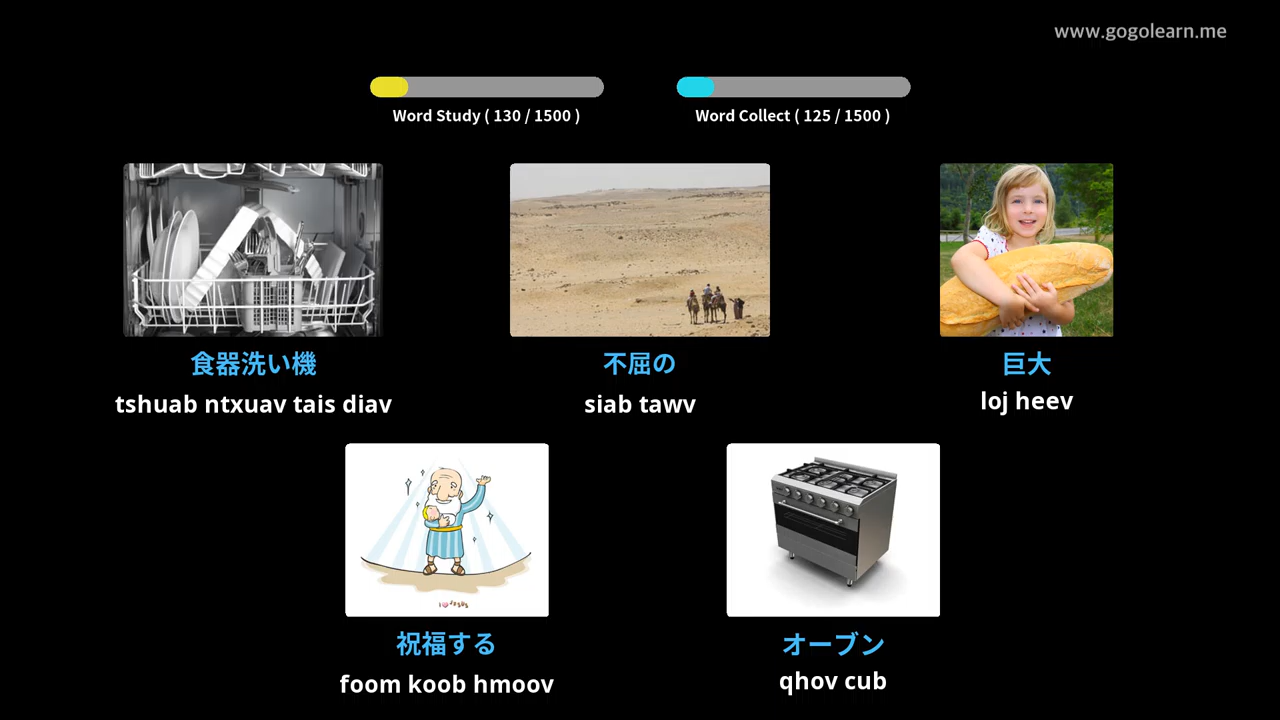 www.gogolearn.me
Word Study ( 130 / 1500 )
Word Collect ( 125 / 1500 )
食器洗い機
不屈の
巨大
tshuab ntxuav tais diav
siab tawv
loj heev
祝福する
オーブン
foom koob hmoov
qhov cub